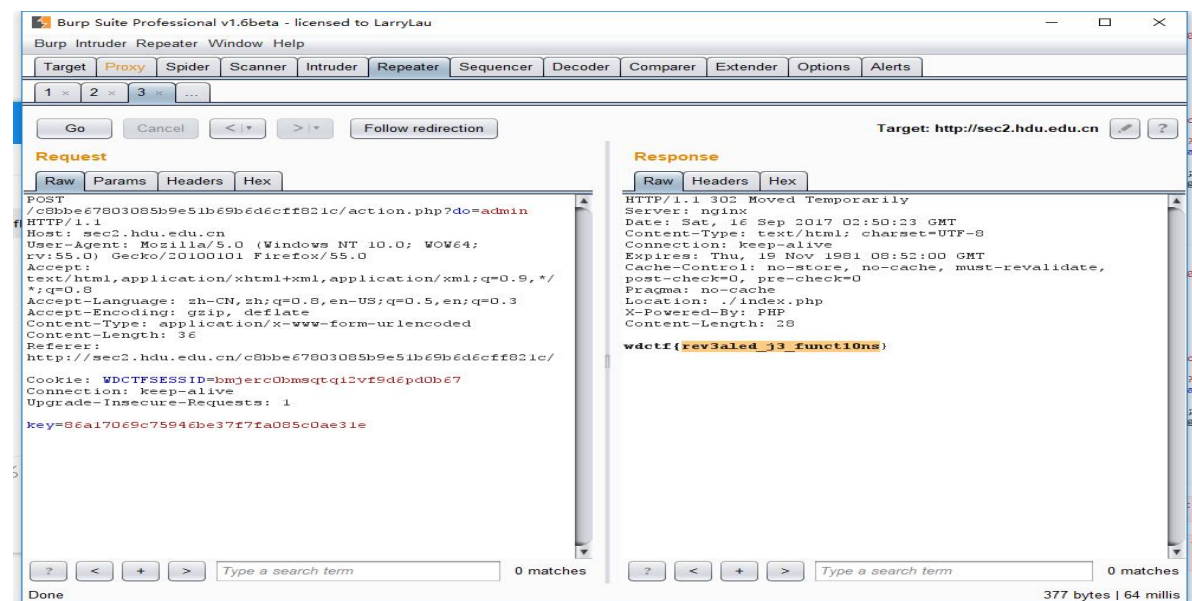 Burp Suite Professional v1.6beta - licensed to LarryLau
Burp Intruder Repeater Window Help
Target Proxy Spider Scanner Intruder Repeater Sequencer Decoder Comparer Extender Options Alerts
1 × 2 × 3 × ...
Go Cancel < > Follow redirection Target: http://sec2.hdu.edu.cn ?
Request
Raw Params Headers Hex
POST
/c8bbe67803085b9e51b69b6d6cff821c/action.php?do=admin
HTTP/1.1
Host: sec2.hdu.edu.cn
User-Agent: Mozilla/5.0 (Windows NT 10.0; WOW64;
rv:55.0) Gecko/20100101 Firefox/55.0
Accept:
text/html,application/xhtml+xml,application/xml;q=0.9,*/
*;q=0.8
Accept-Language: zh-CN,zh;q=0.8,en-US;q=0.5,en;q=0.3
Accept-Encoding: gzip, deflate
Content-Type: application/x-www-form-urlencoded
Content-Length: 36
Referer:
http://sec2.hdu.edu.cn/c8bbe67803085b9e51b69b6d6cff821c/
Cookie: WDCTFSESSID=bmjerc0bmsqtqi2vf9d6pd0b67
Connection: keep-alive
Upgrade-Insecure-Requests: 1
key=86a17069c75946be37f7fa085c0ae31e
? < + > Type a search term 0 matches
Response
Raw Headers Hex
HTTP/1.1 302 Moved Temporarily
Server: nginx
Date: Sat, 16 Sep 2017 02:50:23 GMT
Content-Type: text/html; charset=UTF-8
Connection: keep-alive
Expires: Thu, 19 Nov 1981 08:52:00 GMT
Cache-Control: no-store, no-cache, must-revalidate,
post-check=0, pre-check=0
Pragma: no-cache
Location: ./index.php
X-Powered-By: PHP
Content-Length: 28
wdctf{rev3aled_j3_funct10ns}
? < + > Type a search term 0 matches
Done 377 bytes | 64 millis